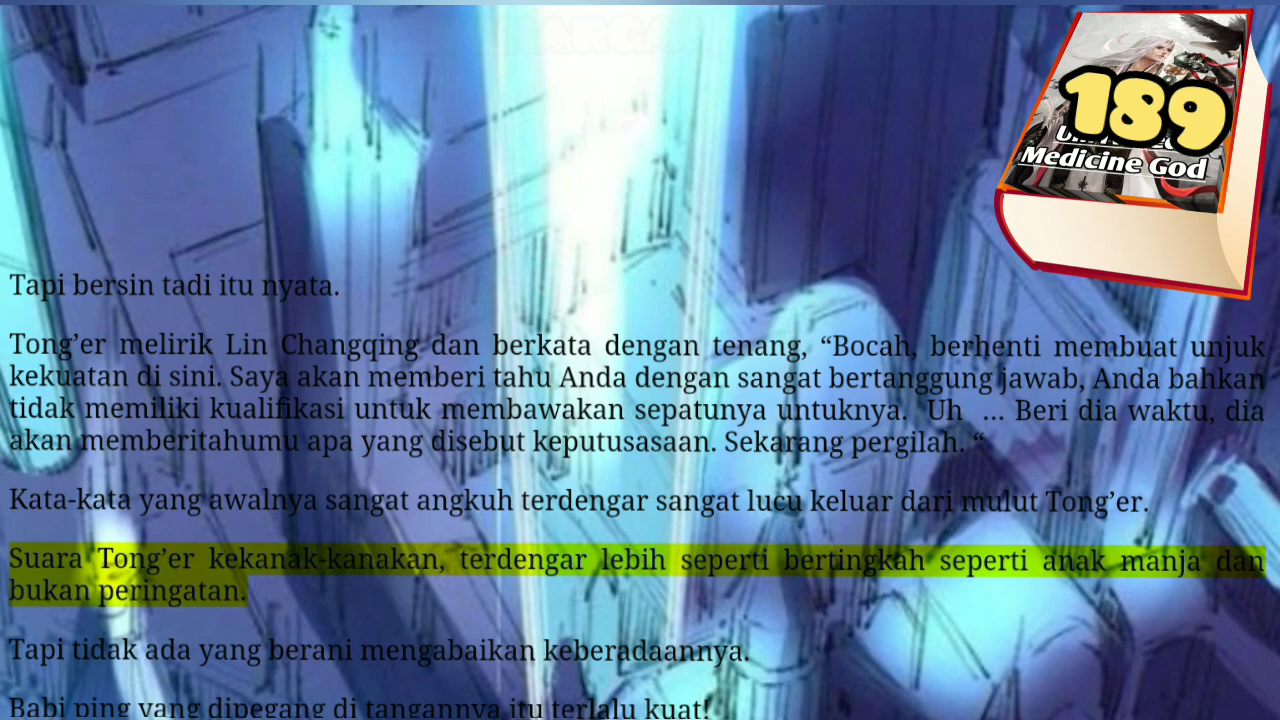 189
Medicine God
Tapi bersin tadi itu nyata.
Tong’er melirik Lin Changqing dan berkata dengan tenang, “Bocah, berhenti membuat unjuk
kekuatan di sini. Saya akan memberi tahu Anda dengan sangat bertanggung jawab, Anda bahkan
tidak memiliki kualifikasi untuk membawakan sepatunya untuknya. Uh ... Beri dia waktu, dia
akan memberitahumu apa yang disebut keputusasaan. Sekarang pergilah. “
Kata-kata yang awalnya sangat angkuh terdengar sangat lucu keluar dari mulut Tong’er.
Suara Tong’er kekanak-kanakan, terdengar lebih seperti bertingkah seperti anak manja dan
bukan peringatan.
Tapi tidak ada yang berani mengabaikan keberadaannya.
Babi ping yang dipegang di tangannya itu terlalu kuat!